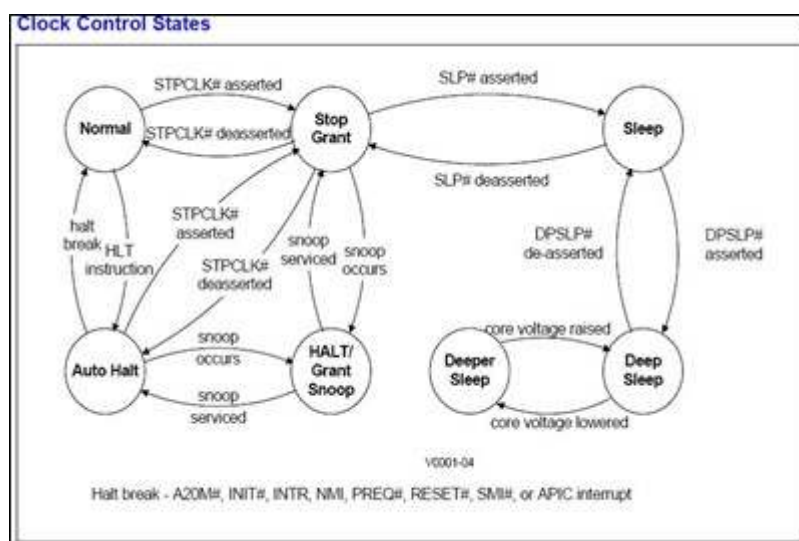 Clock Control States
STPCLK# asserted
SLP# asserted
Normal
Stop
Grant
Sleep
STPCLK# deasserted
SLP# deasserted
halt
break
HLT
instruction
STPCLK#
asserted
STPCLK#
deasserted
snoop
serviced
snoop
occurs
DPSLP#
de-asserted
DPSLP#
asserted
Auto Halt
snoop
occurs
snoop
serviced
HALT/
Grant
Snoop
core voltage raised
Deeper
Sleep
Deep
Sleep
core voltage lowered
V0001-04
Halt break - A20M#, INIT#, INTR, NMI, PREQ#, RESET#, SMI#, or APIC interrupt